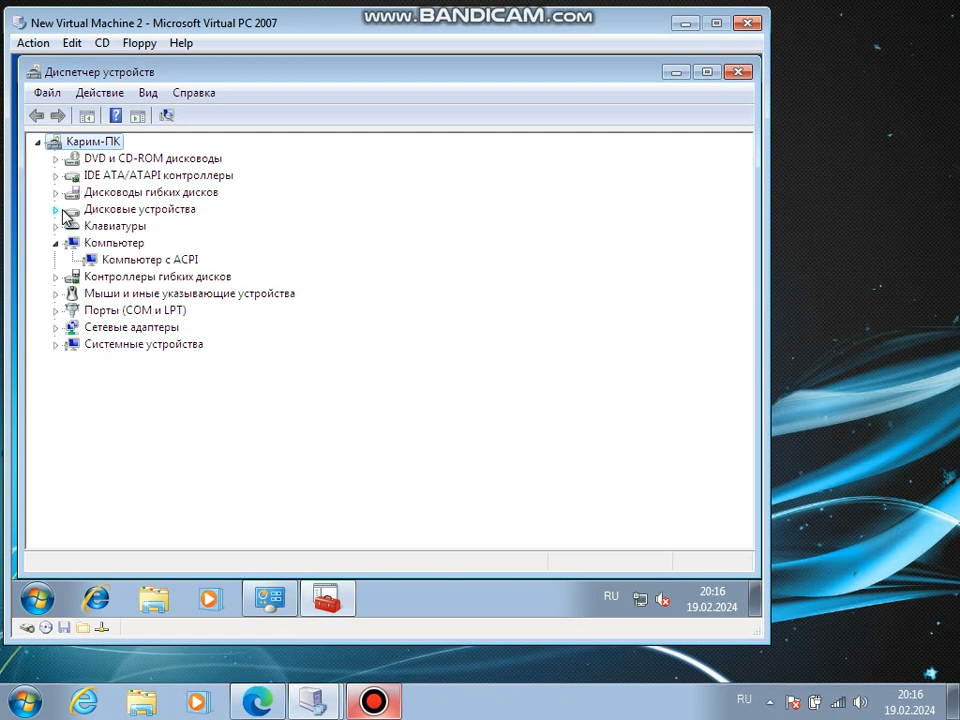 www.BANDICAM.com
New Virtual Machine 2 - Microsoft Virtual PC 2007
Action Edit CD Floppy Help
Диспетчер устройств
Файл Действие Вид Справка
Карим-ПК
DVD и CD-ROM дисководы
IDE ATA/ATAPI контроллеры
Дисководы гибких дисков
Дисковые устройства
Клавиатуры
Компьютер
Компьютер с ACPI
Контроллеры гибких дисков
Мыши и иные указывающие устройства
Порты (COM и LPT)
Сетевые адаптеры
Системные устройства
RU
20:16
19.02.2024
RU
20:16
19.02.2024